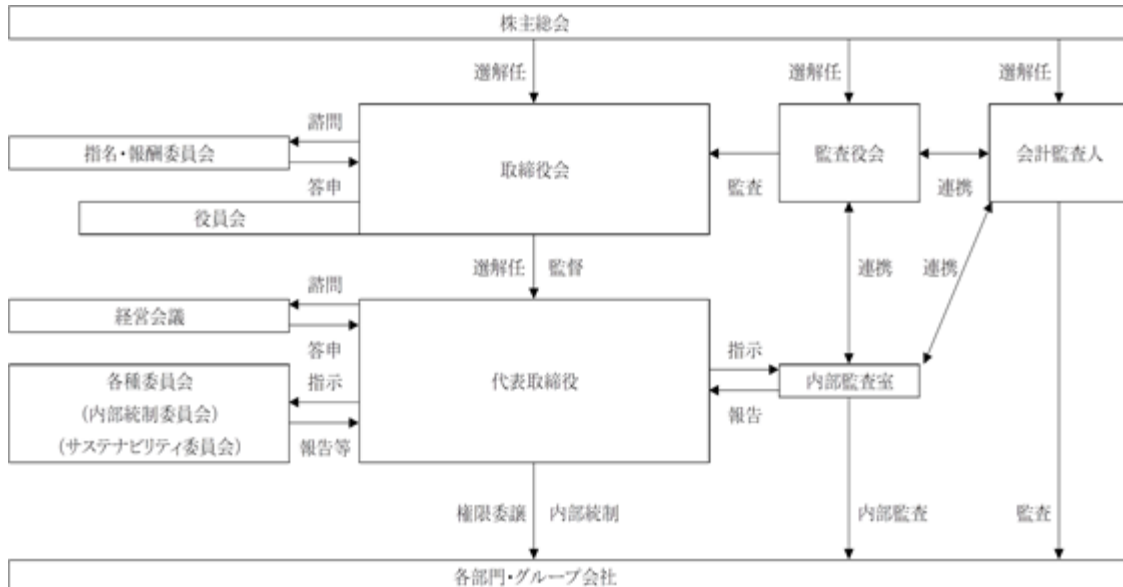 株主総会
選解任
選解任
選解任
諮問
指名・報酬委員会
取締役会
監査役会
会計監査人
答申
監査
連携
役員会
選解任
監督
連携
連携
諮問
経営会議
答申
指示
各種委員会
指示
代表取締役
内部監査室
(内部統制委員会)
報告
(サステナビリティ委員会)
報告等
権限委譲
内部統制
内部監査
監査
各部門・グループ会社